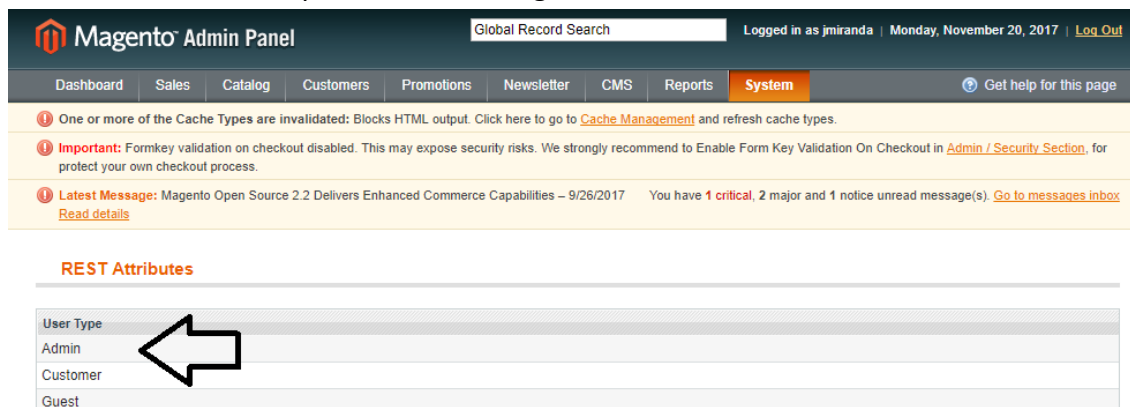 Magento™ Admin Panel
Global Record Search
Logged in as jmiranda | Monday, November 20, 2017 | Log Out
Dashboard Sales Catalog Customers Promotions Newsletter CMS Reports System Get help for this page
One or more of the Cache Types are invalidated: Blocks HTML output. Click here to go to Cache Management and refresh cache types.
Important: Formkey validation on checkout disabled. This may expose security risks. We strongly recommend to Enable Form Key Validation On Checkout in Admin / Security Section, for
protect your own checkout process.
Latest Message: Magento Open Source 2.2 Delivers Enhanced Commerce Capabilities – 9/26/2017 You have 1 critical, 2 major and 1 notice unread message(s). Go to messages inbox
Read details
REST Attributes
User Type
Admin
Customer
Guest